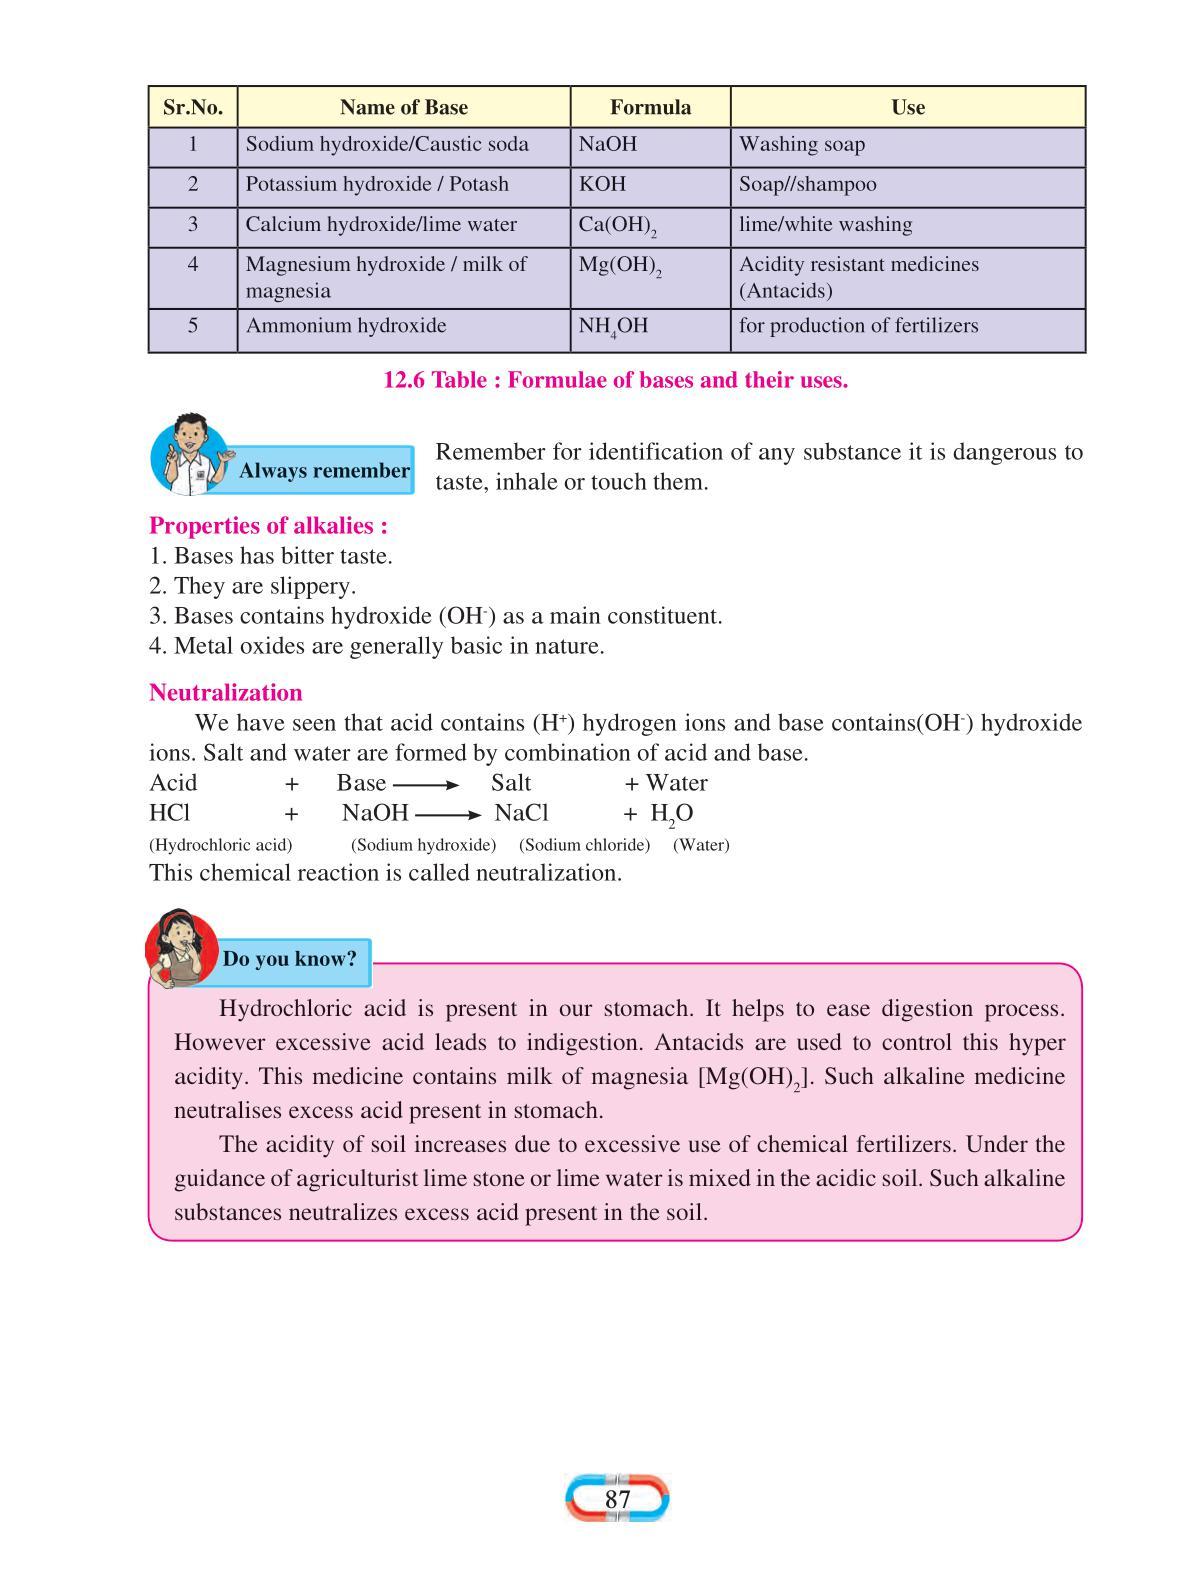 Sr.No. Name of Base Formula Use
1 Sodium hydroxide/Caustic soda NaOH Washing soap
2 Potassium hydroxide / Potash KOH Soap//shampoo
3 Calcium hydroxide/lime water Ca(OH)₂ lime/white washing
4 Magnesium hydroxide / milk of Mg(OH)₂ Acidity resistant medicines
magnesia (Antacids)
5 Ammonium hydroxide NH₄OH for production of fertilizers
12.6 Table : Formulae of bases and their uses.
Always remember
Remember for identification of any substance it is dangerous to
taste, inhale or touch them.
Properties of alkalies :
1. Bases has bitter taste.
2. They are slippery.
3. Bases contains hydroxide (OH⁻) as a main constituent.
4. Metal oxides are generally basic in nature.
Neutralization
We have seen that acid contains (H⁺) hydrogen ions and base contains(OH⁻) hydroxide
ions. Salt and water are formed by combination of acid and base.
Acid + Base ⟶ Salt + Water
HCl + NaOH ⟶ NaCl + H₂O
(Hydrochloric acid) (Sodium hydroxide) (Sodium chloride) (Water)
This chemical reaction is called neutralization.
Do you know?
Hydrochloric acid is present in our stomach. It helps to ease digestion process.
However excessive acid leads to indigestion. Antacids are used to control this hyper
acidity. This medicine contains milk of magnesia [Mg(OH)₂]. Such alkaline medicine
neutralises excess acid present in stomach.
The acidity of soil increases due to excessive use of chemical fertilizers. Under the
guidance of agriculturist lime stone or lime water is mixed in the acidic soil. Such alkaline
substances neutralizes excess acid present in the soil.
87